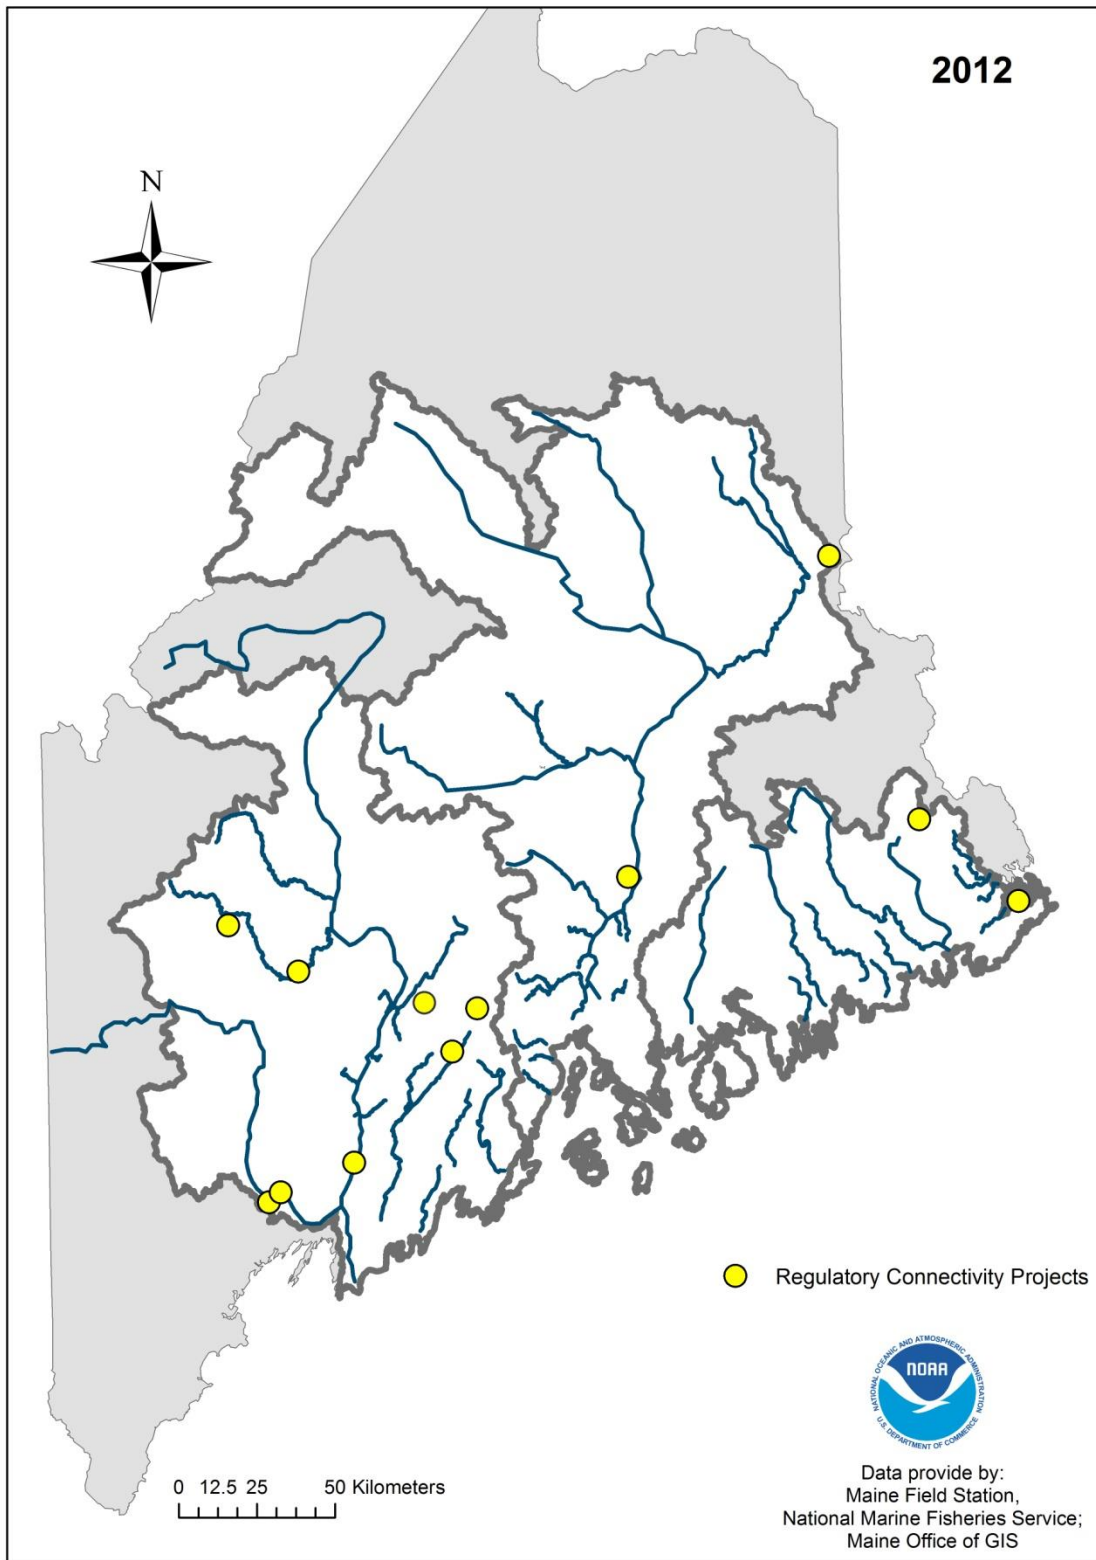 2012
N
Regulatory Connectivity Projects
NATIONAL OCEANIC AND ATMOSPHERIC ADMINISTRATION
NOAA
U.S. DEPARTMENT OF COMMERCE
0 12.5 25 50 Kilometers
Data provide by:
Maine Field Station,
National Marine Fisheries Service;
Maine Office of GIS